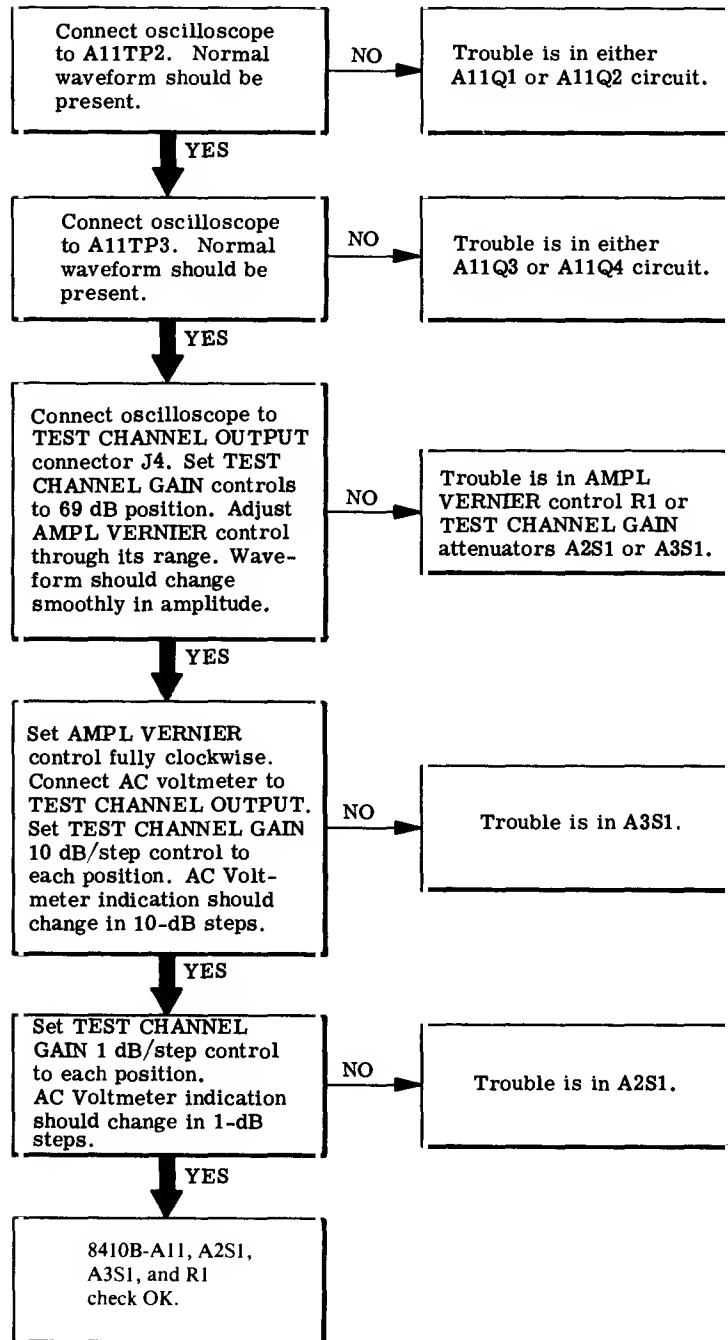 Connect oscilloscope
to A11TP2. Normal
waveform should be
present.
NO
Trouble is in either
A11Q1 or A11Q2 circuit.
YES
Connect oscilloscope
to A11TP3. Normal
waveform should be
present.
NO
Trouble is in either
A11Q3 or A11Q4 circuit.
YES
Connect oscilloscope to
TEST CHANNEL OUTPUT
connector J4. Set TEST
CHANNEL GAIN controls
to 69 dB position. Adjust
AMPL VERNIER control
through its range. Wave-
form should change
smoothly in amplitude.
NO
Trouble is in AMPL
VERNIER control R1 or
TEST CHANNEL GAIN
attenuators A2S1 or A3S1.
YES
Set AMPL VERNIER
control fully clockwise.
Connect AC voltmeter to
TEST CHANNEL OUTPUT.
Set TEST CHANNEL GAIN
10 dB/step control to
each position. AC Volt-
meter indication should
change in 10-dB steps.
NO
Trouble is in A3S1.
YES
Set TEST CHANNEL
GAIN 1 dB/step control
to each position.
AC Voltmeter indication
should change in 1-dB
steps.
NO
Trouble is in A2S1.
YES
8410B-A11, A2S1,
A3S1, and R1
check OK.